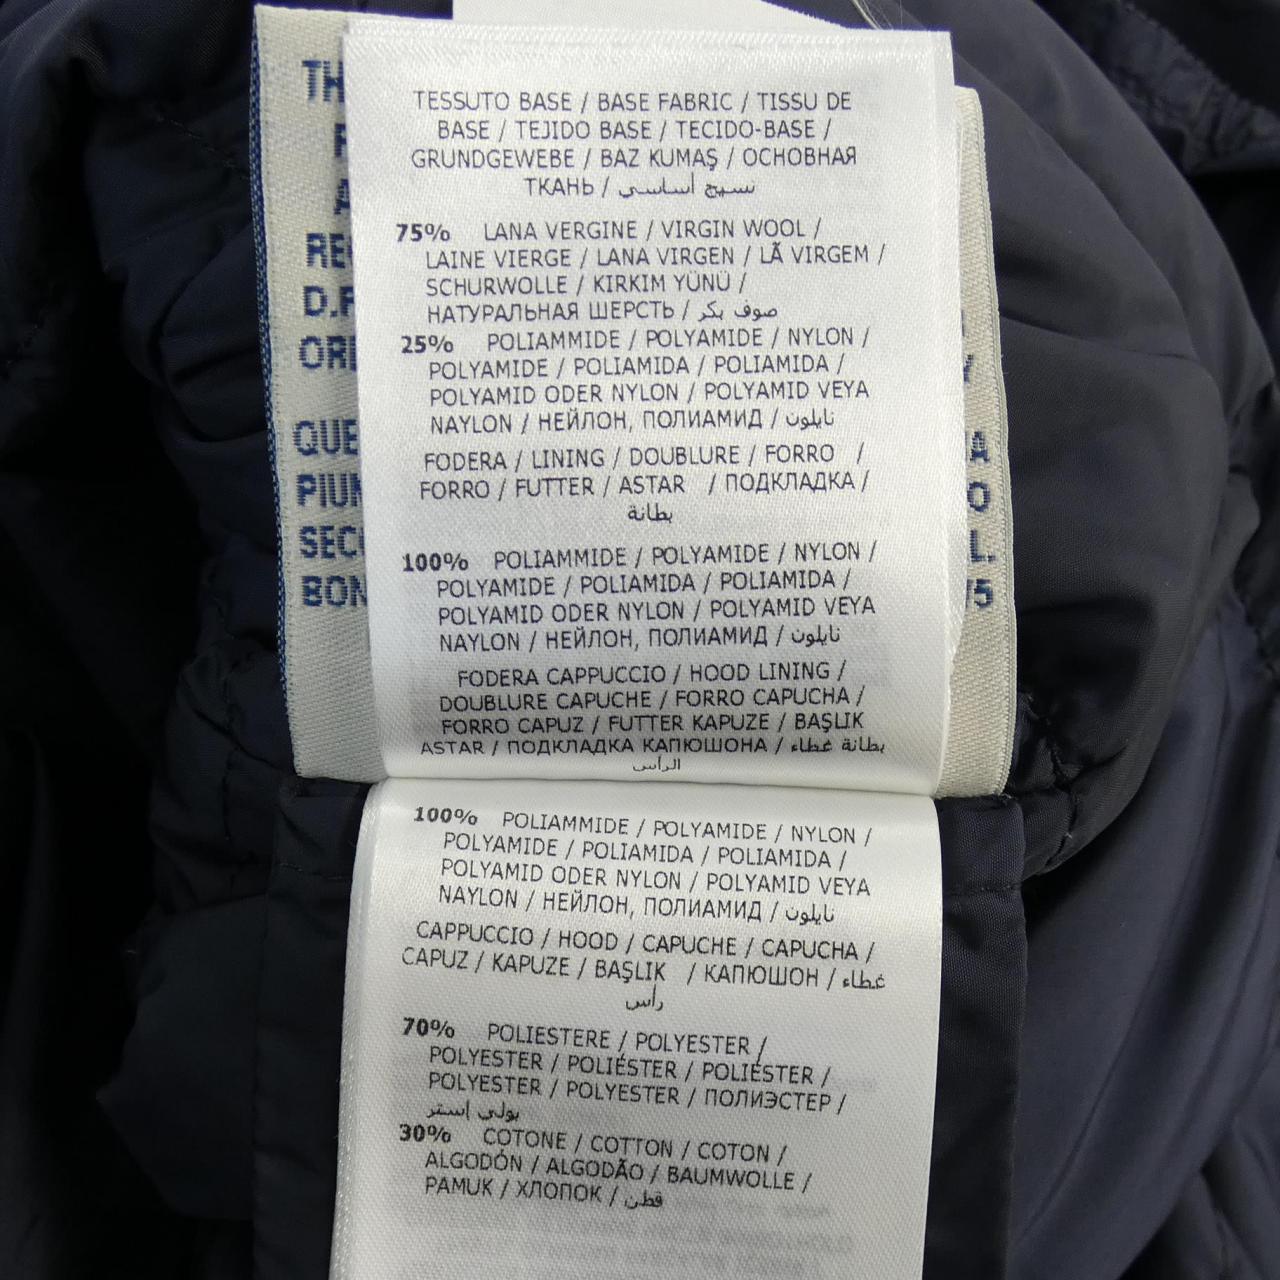 TESSUTO BASE / BASE FABRIC / TISSU DE
BASE / TEJIDO BASE / TECIDO-BASE /
GRUNDGEWEBE / BAZ KUMAŞ / ОСНОВНАЯ
ТКАНЬ / نسيج أساسي
75% LANA VERGINE / VIRGIN WOOL /
LAINE VIERGE / LANA VIRGEN / LÃ VIRGEM /
SCHURWOLLE / KIRKIM YÜNÜ /
НАТУРАЛЬНАЯ ШЕРСТЬ / صوف بكر
25% POLIAMMIDE / POLYAMIDE / NYLON /
POLYAMIDE / POLIAMIDA / POLIAMIDA /
POLYAMID ODER NYLON / POLYAMID VEYA
NAYLON / НЕЙЛОН, ПОЛИАМИД / نايلون
FODERA / LINING / DOUBLURE / FORRO /
FORRO / FUTTER / ASTAR / ПОДКЛАДКА /
بطانة
100% POLIAMMIDE / POLYAMIDE / NYLON /
POLYAMIDE / POLIAMIDA / POLIAMIDA /
POLYAMID ODER NYLON / POLYAMID VEYA
NAYLON / НЕЙЛОН, ПОЛИАМИД / نايلون
FODERA CAPPUCCIO / HOOD LINING /
DOUBLURE CAPUCHE / FORRO CAPUCHA /
FORRO CAPUZ / FUTTER KAPUZE / BAŞLIK
ASTAR / ПОДКЛАДКА КАПЮШОНА / بطانة غطاء
الرأس
100% POLIAMMIDE / POLYAMIDE / NYLON /
POLYAMIDE / POLIAMIDA / POLIAMIDA /
POLYAMID ODER NYLON / POLYAMID VEYA
NAYLON / НЕЙЛОН, ПОЛИАМИД / نايلون
CAPPUCCIO / HOOD / CAPUCHE / CAPUCHA /
CAPUZ / KAPUZE / BAŞLIK / КАПЮШОН / غطاء
رأس
70% POLIESTERE / POLYESTER /
POLYESTER / POLIÉSTER / POLIÉSTER /
POLYESTER / POLYESTER / ПОЛИЭСТЕР /
بولي إستر
30% COTONE / COTTON / COTON /
ALGODÓN / ALGODÃO / BAUMWOLLE /
PAMUK / ХЛОПОК / قطن